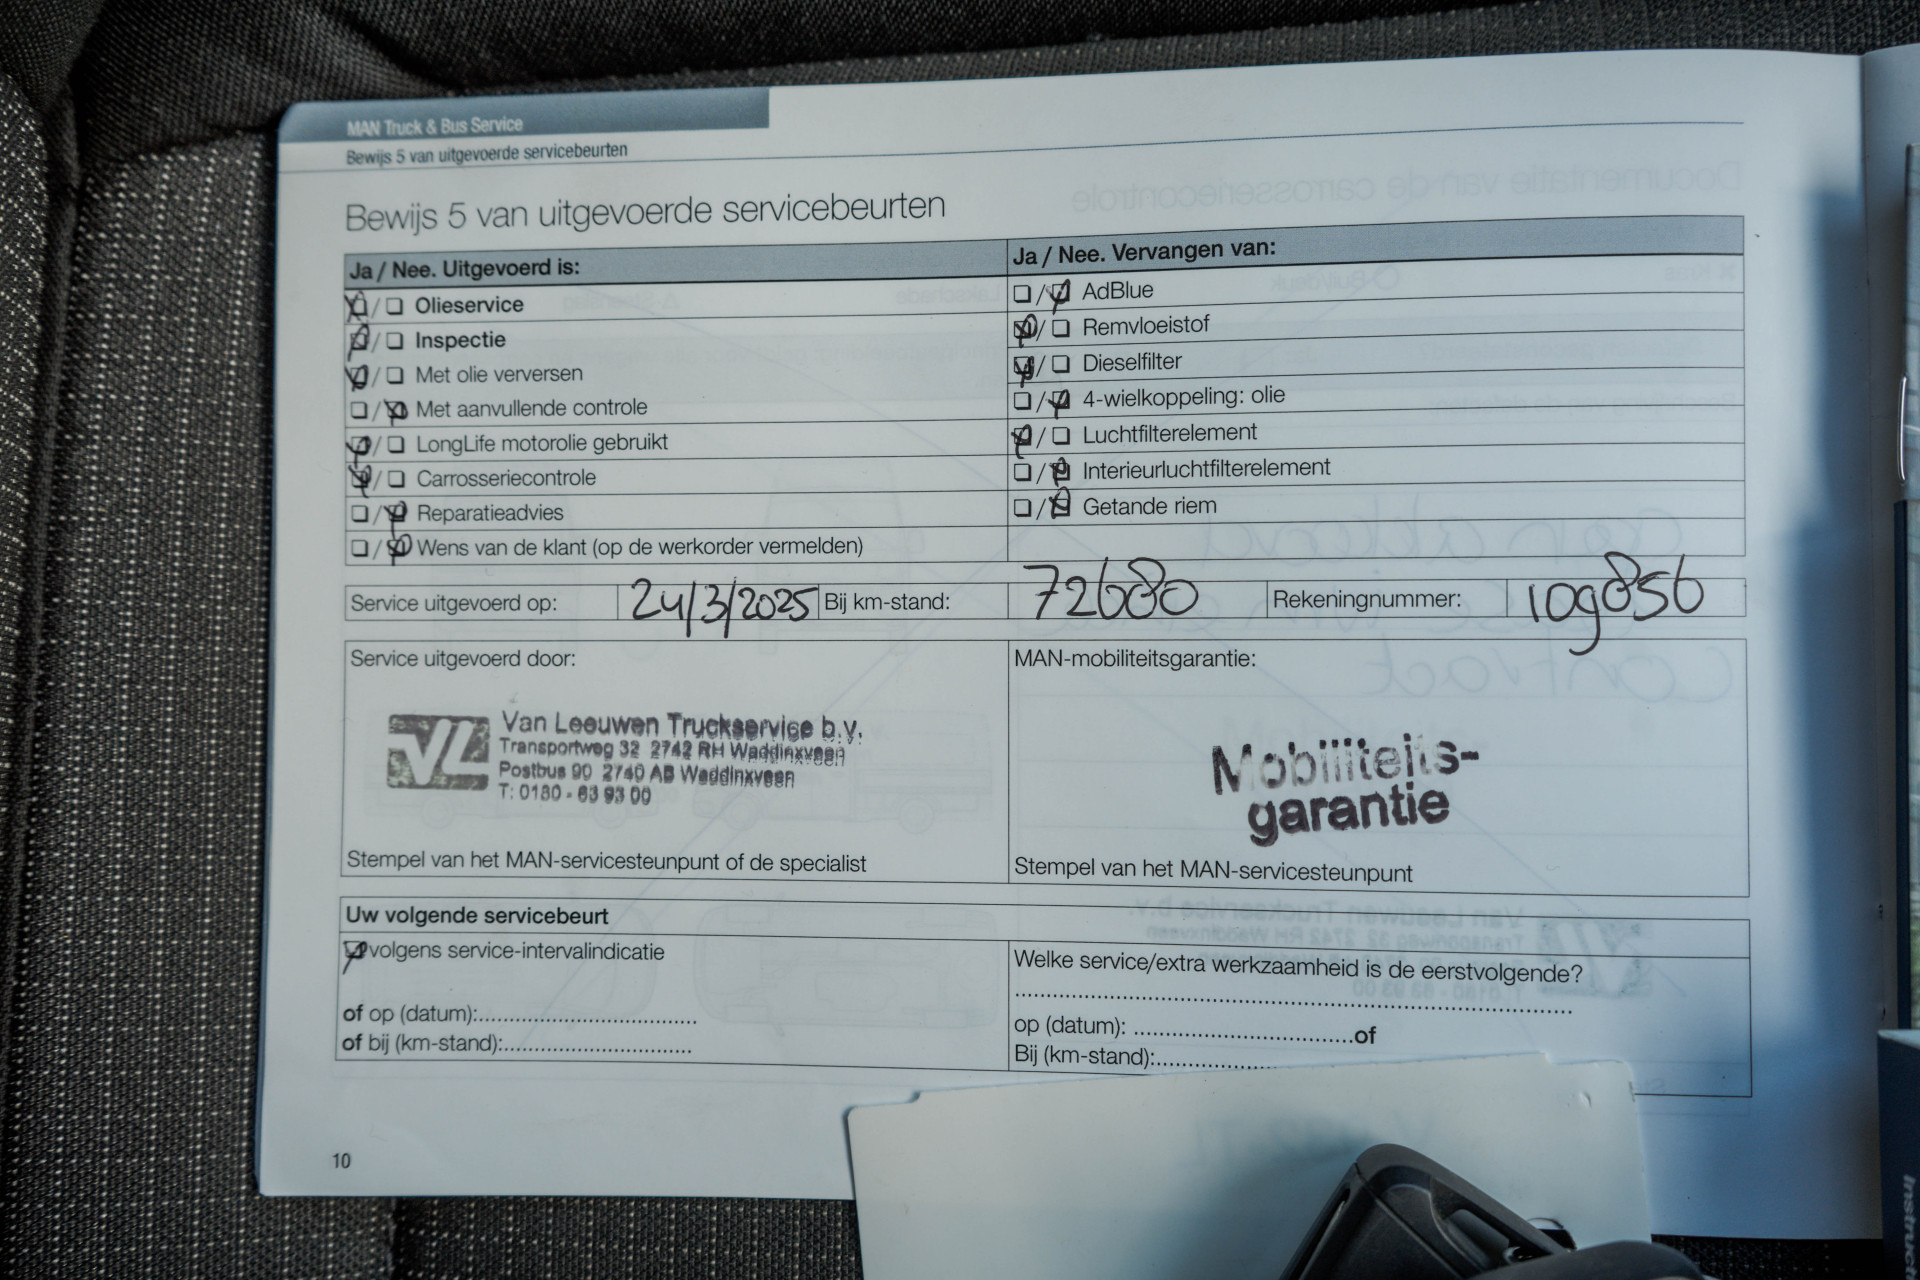 MAN Truck & Bus Service
Bewijs 5 van uitgevoerde servicebeurten
Bewijs 5 van uitgevoerde servicebeurten
Ja / Nee. Uitgevoerd is:
☒ / ☐ Olieservice
☒ / ☐ Inspectie
☒ / ☐ Met olie verversen
☐ / ☒ Met aanvullende controle
☒ / ☐ LongLife motorolie gebruikt
☒ / ☐ Carrosseriecontrole
☐ / ☒ Reparatieadvies
☐ / ☒ Wens van de klant (op de werkorder vermelden)
Ja / Nee. Vervangen van:
☐ / ☒ AdBlue
☒ / ☐ Remvloeistof
☒ / ☐ Dieselfilter
☐ / ☒ 4-wielkoppeling: olie
☒ / ☐ Luchtfilterelement
☐ / ☒ Interieurluchtfilterelement
☐ / ☒ Getande riem
Service uitgevoerd op: 24/3/2025 Bij km-stand: 72680 Rekeningnummer: 109856
Service uitgevoerd door:
VL
Van Leeuwen Truckservice b.v.
Transportweg 32 2742 RH Waddinxveen
Postbus 90 2740 AB Waddinxveen
T: 0180 - 63 93 00
Stempel van het MAN-servicesteunpunt of de specialist
MAN-mobiliteitsgarantie:
Mobiliteits-
garantie
Stempel van het MAN-servicesteunpunt
Uw volgende servicebeurt
☒ volgens service-intervalindicatie
of op (datum):
of bij (km-stand):
Welke service/extra werkzaamheid is de eerstvolgende?
op (datum): of
Bij (km-stand):
10